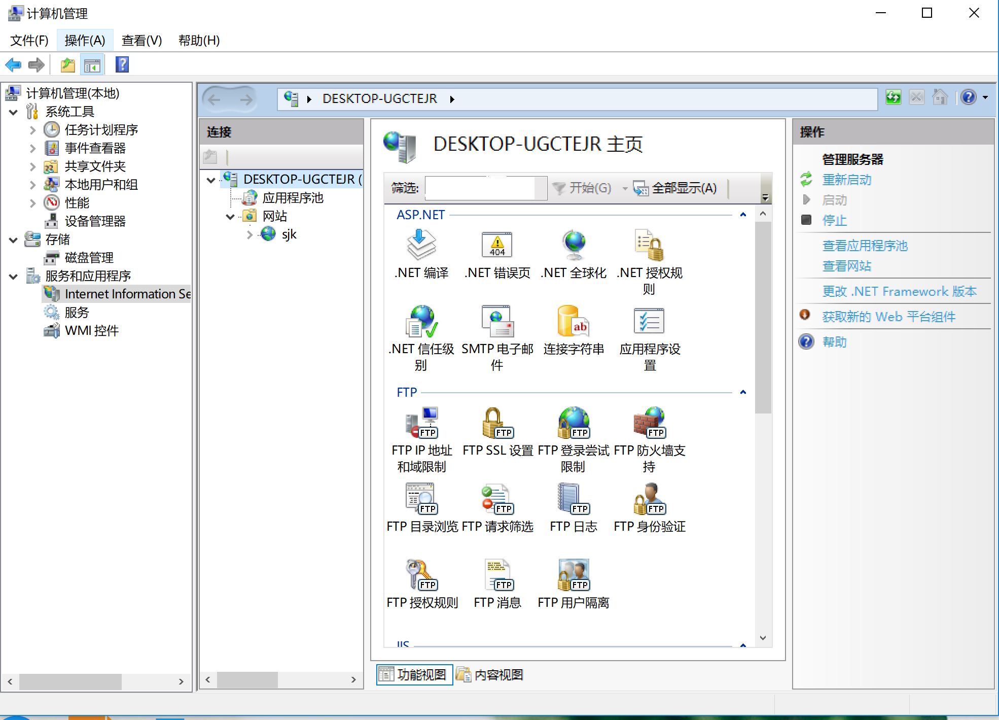 计算机管理
文件(F) 操作(A) 查看(V) 帮助(H)
计算机管理(本地)
系统工具
任务计划程序
事件查看器
共享文件夹
本地用户和组
性能
设备管理器
存储
磁盘管理
服务和应用程序
Internet Information Se
服务
WMI 控件
DESKTOP-UGCTEJR
连接
DESKTOP-UGCTEJR (
应用程序池
网站
sjk
DESKTOP-UGCTEJR 主页
筛选: 开始(G) 全部显示(A)
ASP.NET
.NET 编译
404
.NET 错误页
.NET 全球化
.NET 授权规
则
.NET 信任级
别
SMTP 电子邮
件
ab
连接字符串
应用程序设
置
FTP
FTP
FTP IP 地址
和域限制
FTP
FTP SSL 设置
FTP
FTP 登录尝试
限制
FTP
FTP 防火墙支
持
FTP
FTP 目录浏览
FTP
FTP 请求筛选
FTP
FTP 日志
FTP
FTP 身份验证
FTP
FTP 授权规则
FTP
FTP 消息
FTP
FTP 用户隔离
IIS
功能视图 内容视图
操作
管理服务器
重新启动
启动
停止
查看应用程序池
查看网站
更改 .NET Framework 版本
获取新的 Web 平台组件
帮助